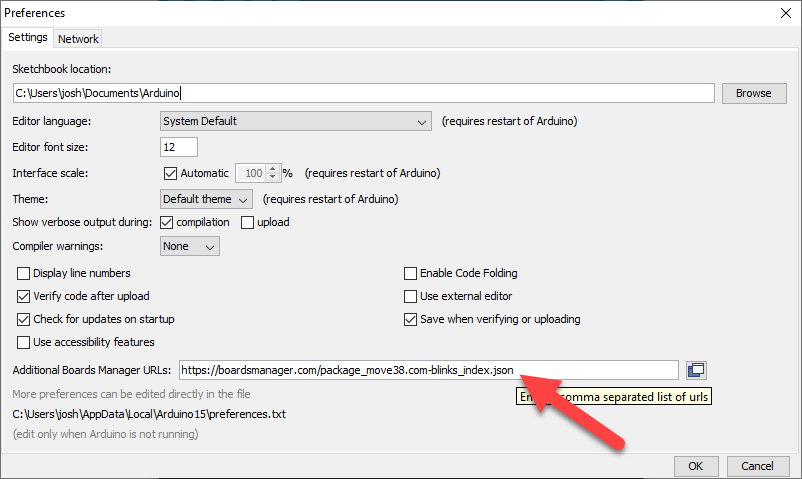 Preferences
Settings Network
Sketchbook location:
C:\Users\josh\Documents\Arduino Browse
Editor language: System Default (requires restart of Arduino)
Editor font size: 12
Interface scale: Automatic 100 % (requires restart of Arduino)
Theme: Default theme (requires restart of Arduino)
Show verbose output during: compilation upload
Compiler warnings: None
Display line numbers Enable Code Folding
Verify code after upload Use external editor
Check for updates on startup Save when verifying or uploading
Use accessibility features
Additional Boards Manager URLs: https://boardsmanager.com/package_move38.com-blinks_index.json
More preferences can be edited directly in the file
comma separated list of urls
C:\Users\josh\AppData\Local\Arduino15\preferences.txt
(edit only when Arduino is not running)
OK Cancel